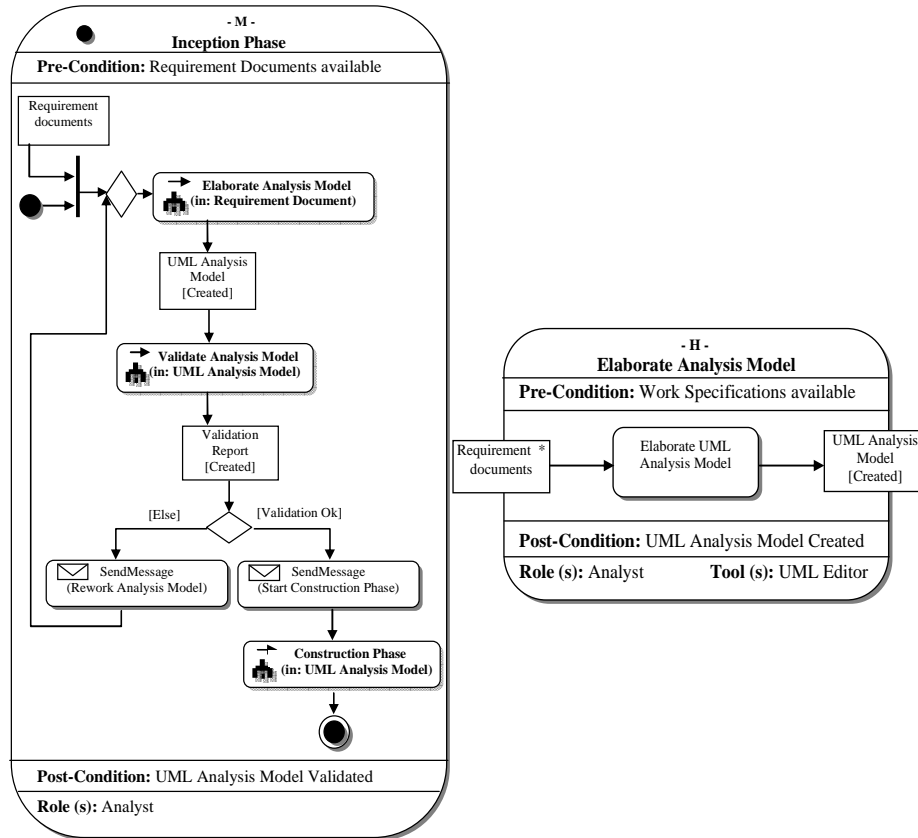 - M -
Inception Phase
Pre-Condition: Requirement Documents available
Requirement
documents
Elaborate Analysis Model
(in: Requirement Document)
UML Analysis
Model
[Created]
Validate Analysis Model
(in: UML Analysis Model)
Validation
Report
[Created]
[Else]
[Validation Ok]
SendMessage
(Rework Analysis Model)
SendMessage
(Start Construction Phase)
Construction Phase
(in: UML Analysis Model)
Post-Condition: UML Analysis Model Validated
Role (s): Analyst
- H -
Elaborate Analysis Model
Pre-Condition: Work Specifications available
Requirement *
documents
Elaborate UML
Analysis Model
UML Analysis
Model
[Created]
Post-Condition: UML Analysis Model Created
Role (s): Analyst Tool (s): UML Editor